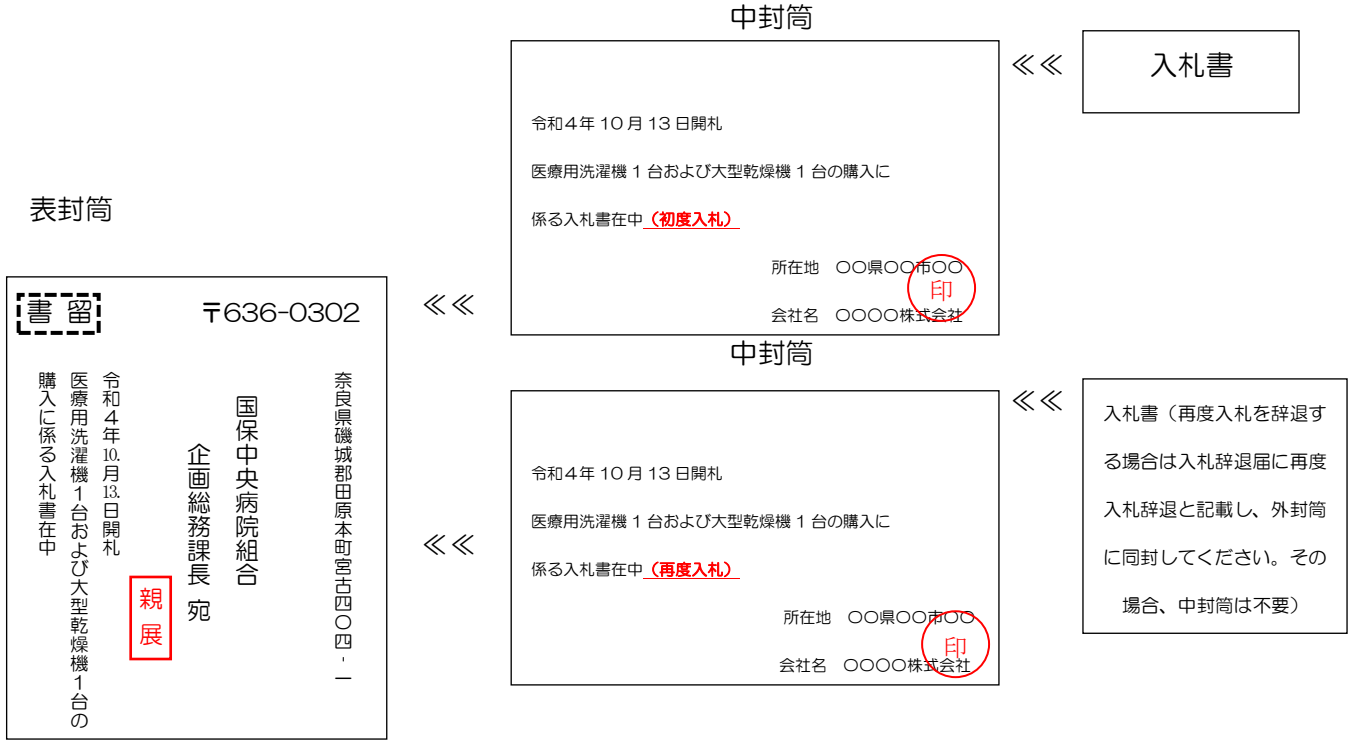 中封筒
≪≪
入札書
令和４年 10 月 13 日開札
医療用洗濯機 1 台および大型乾燥機 1 台の購入に
係る入札書在中（初度入札）
所在地　〇〇県〇〇市〇〇
印
会社名　〇〇〇〇株式会社
表封筒
書 留
〒636-0302
≪≪
奈良県磯城郡田原本町宮古四〇四-一
国保中央病院組合
企画総務課長 宛
親展
令和４年10月13日開札
医療用洗濯機１台および大型乾燥機１台の
購入に係る入札書在中
中封筒
≪≪
令和４年 10 月 13 日開札
医療用洗濯機 1 台および大型乾燥機 1 台の購入に
係る入札書在中（再度入札）
所在地　〇〇県〇〇市〇〇
印
会社名　〇〇〇〇株式会社
≪≪
入札書（再度入札を辞退す
る場合は入札辞退届に再度
入札辞退と記載し、外封筒
に同封してください。その
場合、中封筒は不要）